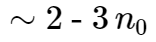 ∼ 2 - 3 n₀